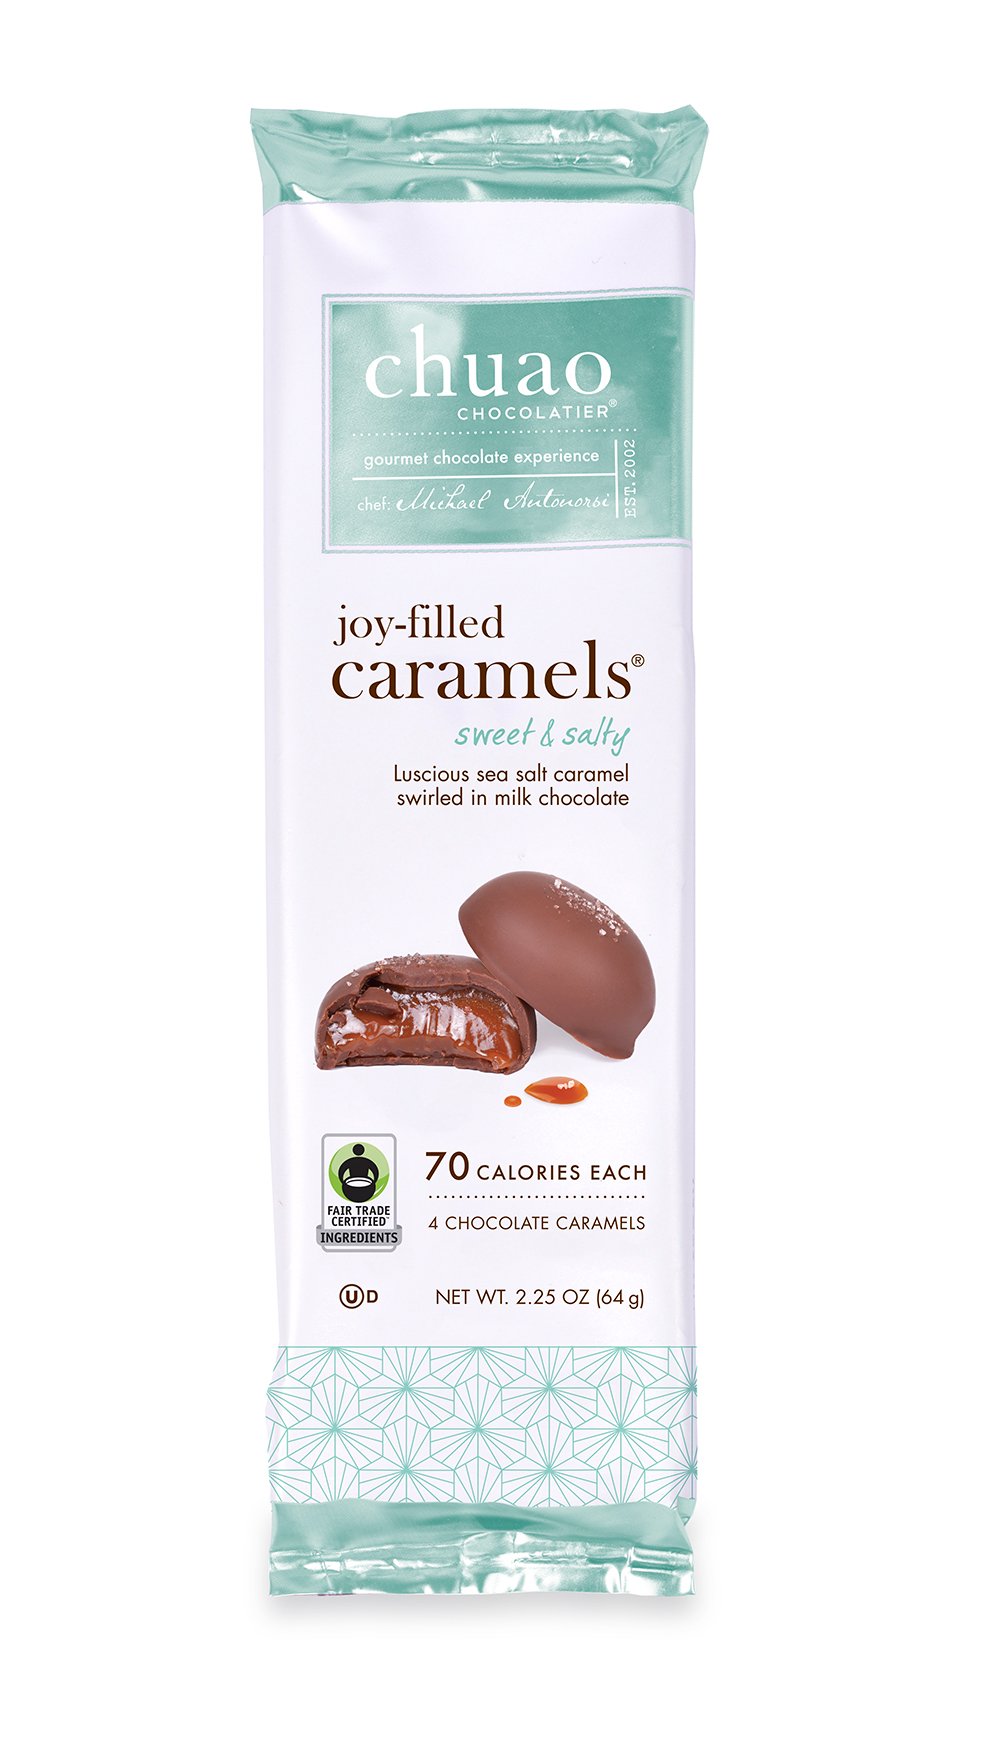 chuao
CHOCOLATIER®
gourmet chocolate experience
chef: Michael Antonorsi
EST. 2002
joy-filled
caramels®
sweet & salty
Luscious sea salt caramel
swirled in milk chocolate
70 CALORIES EACH
4 CHOCOLATE CARAMELS
FAIR TRADE
CERTIFIED™
INGREDIENTS
U D
NET WT. 2.25 OZ (64 g)